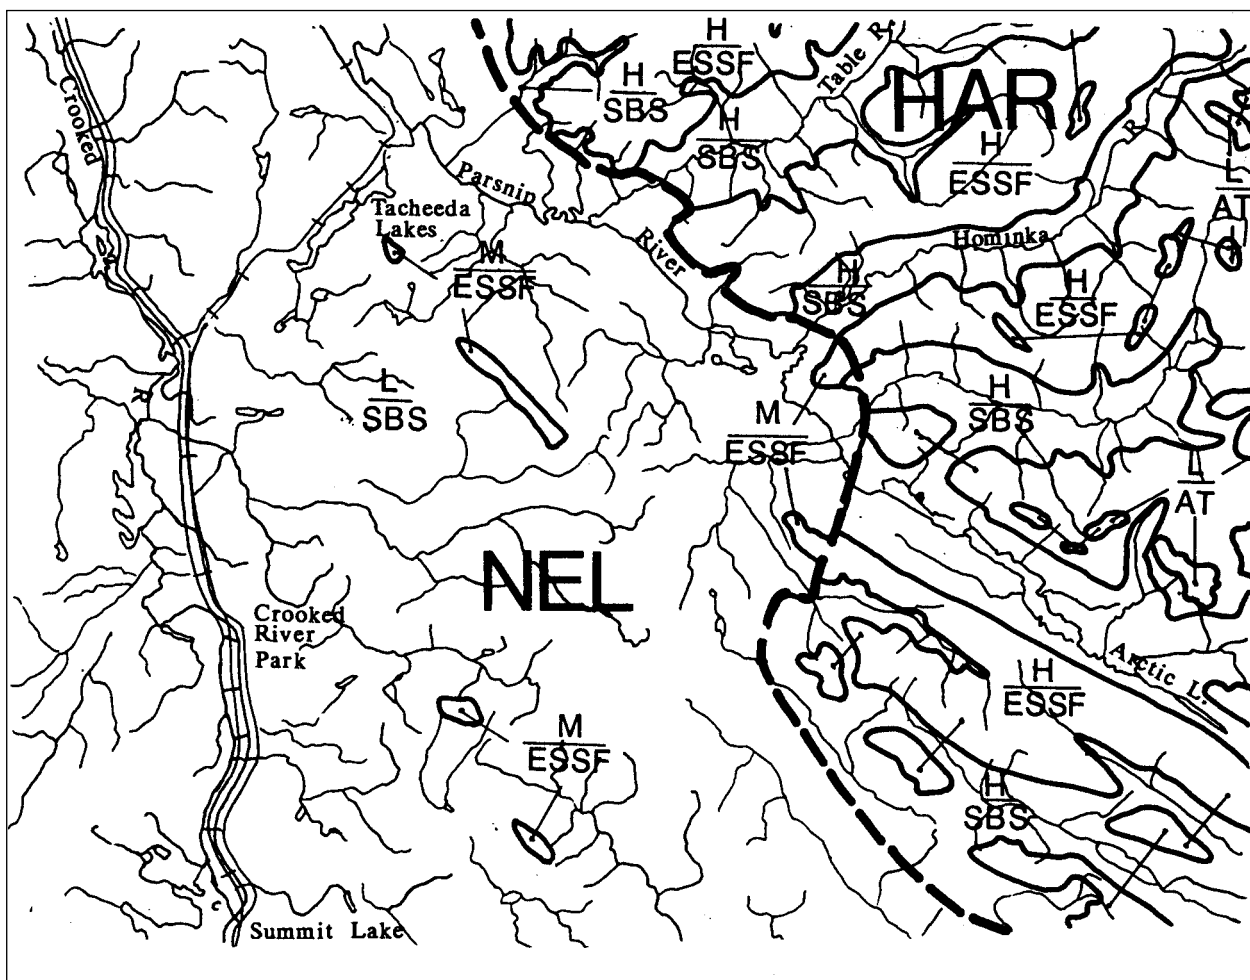 H
ESSF
Table R.
H
SBS
HAR
H
SBS
H
ESSF
R
L
AT
Crooked
Parsnip
River
Tacheeda
Lakes
M
ESSF
Hominka
H
SBS
H
ESSF
L
SBS
R
M
ESSF
H
SBS
L
AT
NEL
Crooked
River
Park
Arctic L.
H
ESSF
M
ESSF
H
SBS
Summit Lake